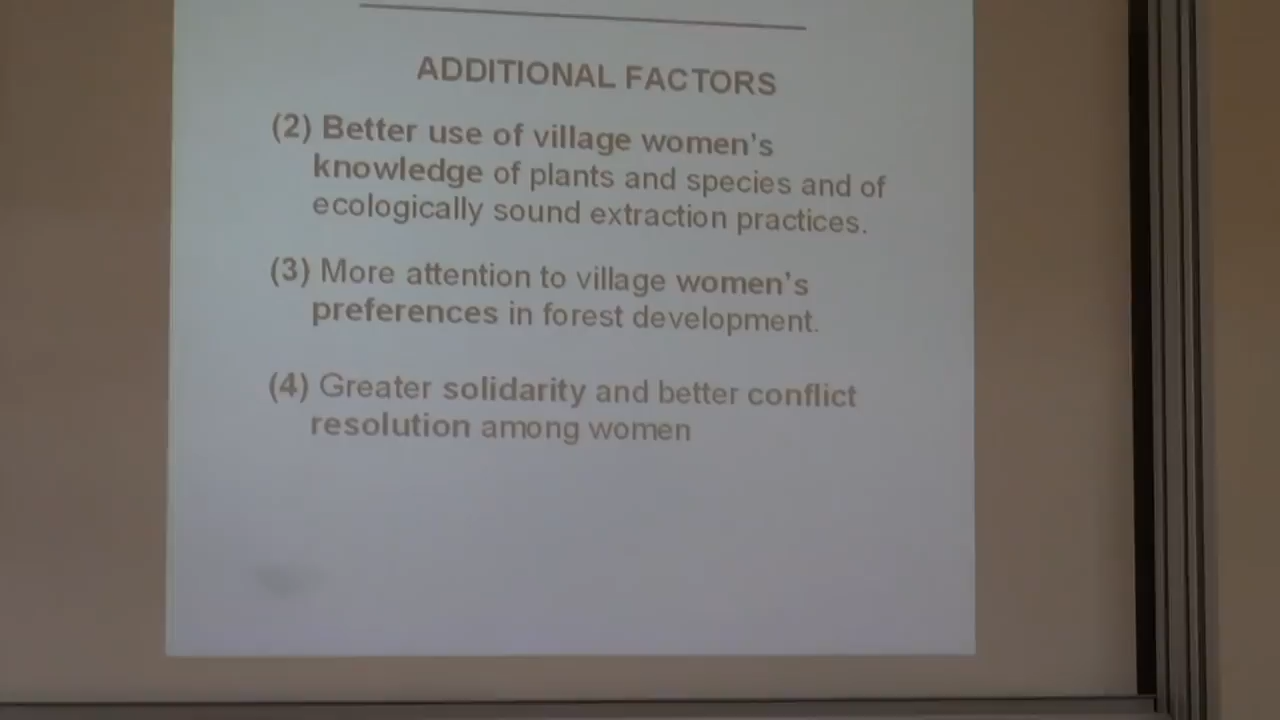 ADDITIONAL FACTORS
(2) Better use of village women's
knowledge of plants and species and of
ecologically sound extraction practices.
(3) More attention to village women's
preferences in forest development.
(4) Greater solidarity and better conflict
resolution among women